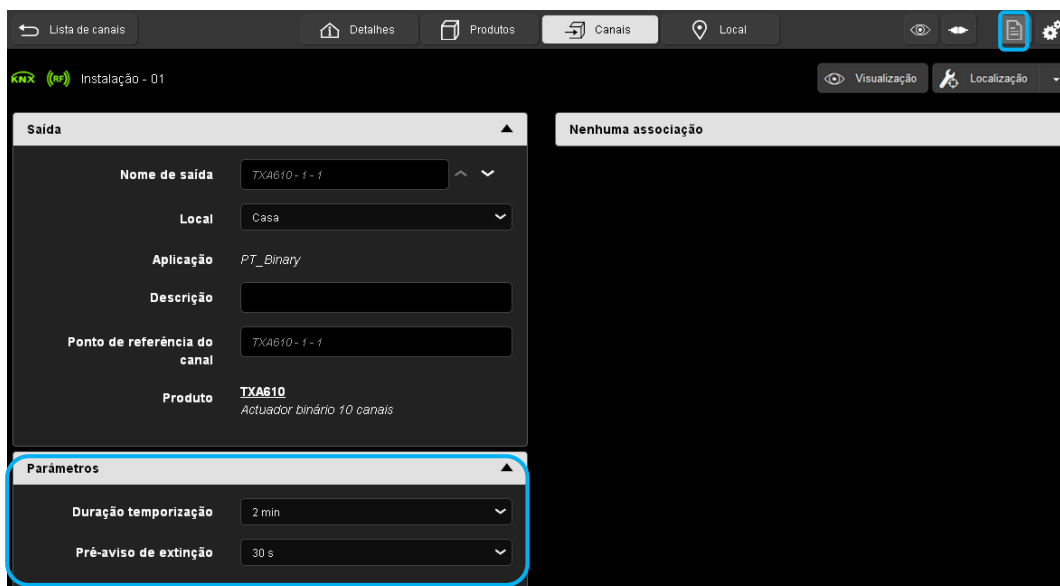 Lista de canais
Detalhes
Produtos
Canais
Local
KNX ((RF)) Instalação - 01
Visualização
Localização
Saída
Nenhuma associação
Nome de saída
TXA610 - 1 - 1
Local
Casa
Aplicação
PT_Binary
Descrição
Ponto de referência do
canal
TXA610 - 1 - 1
Produto
TXA610
Actuador binário 10 canais
Parâmetros
Duração temporização
2 min
Pré-aviso de extinção
30 s